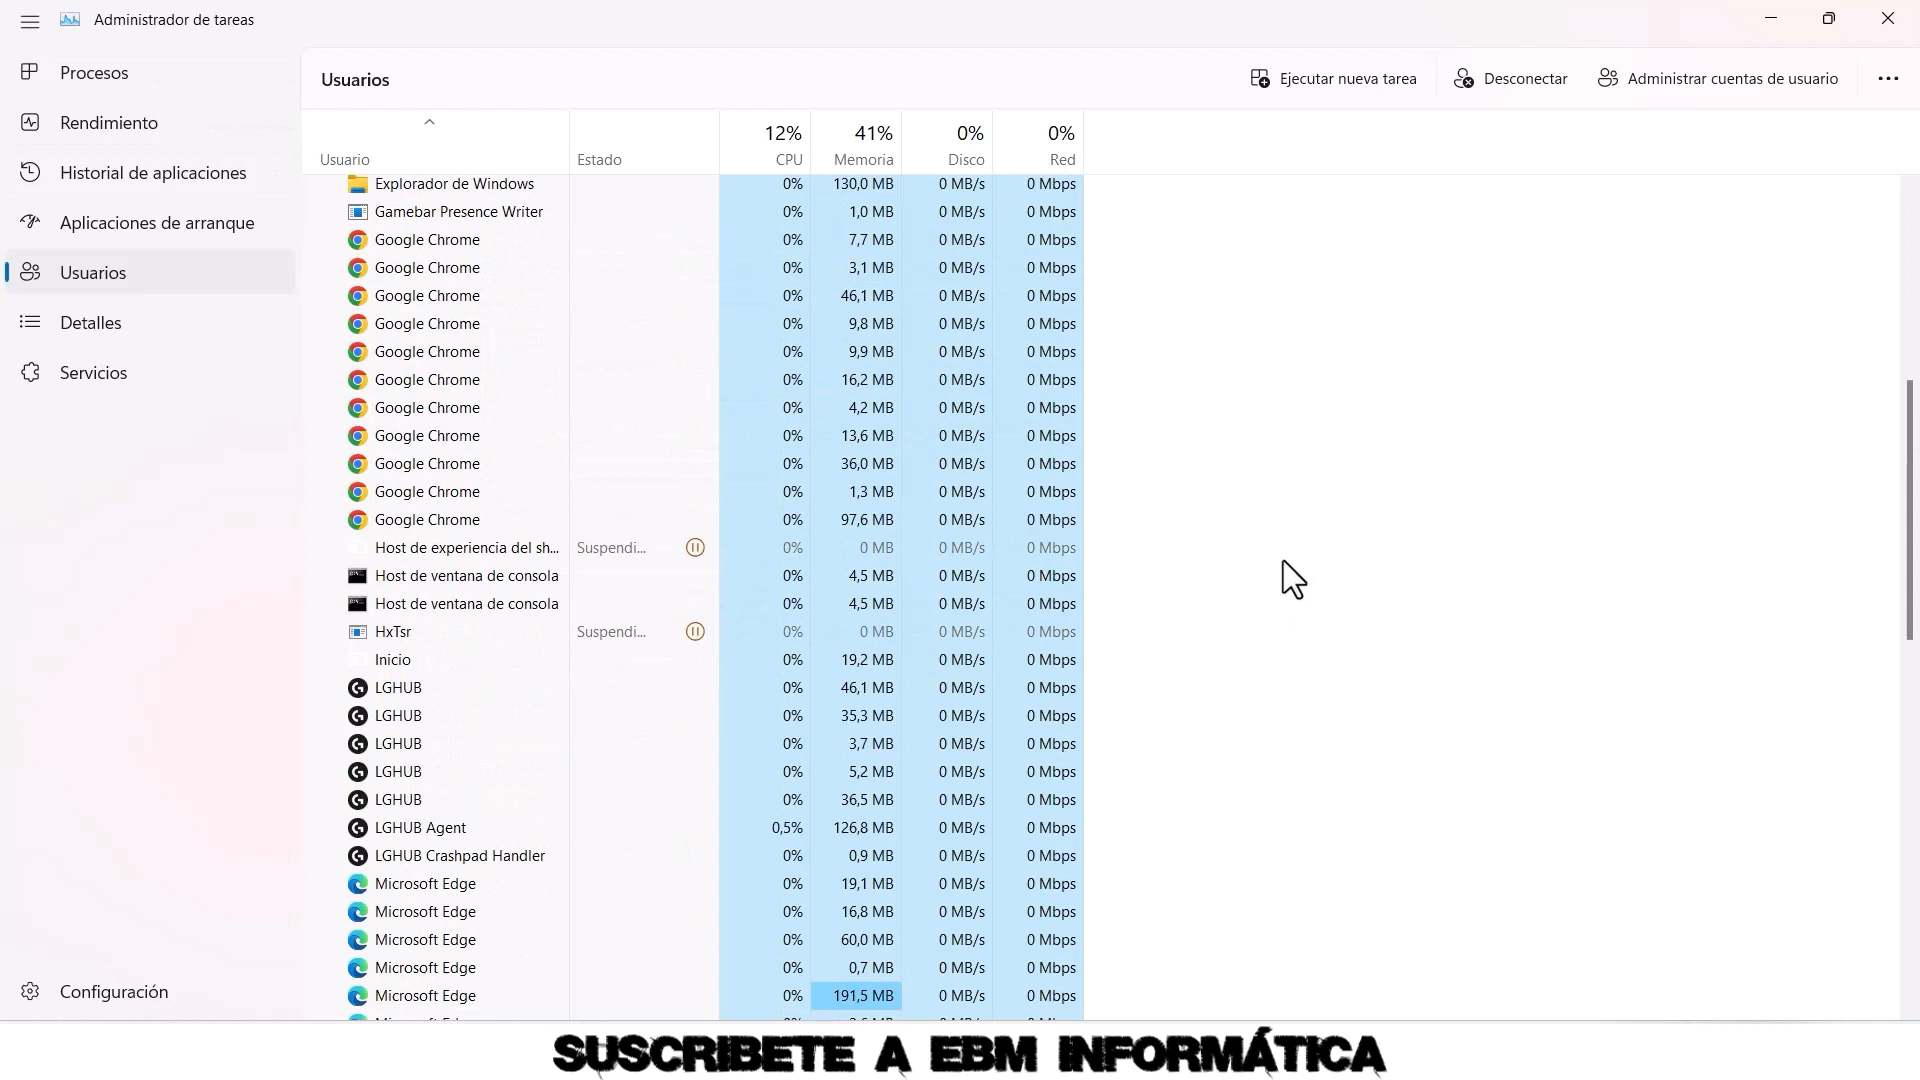 Administrador de tareas
Procesos
Rendimiento
Historial de aplicaciones
Aplicaciones de arranque
Usuarios
Detalles
Servicios
Configuración
Usuarios
Ejecutar nueva tarea
Desconectar
Administrar cuentas de usuario
12% 41% 0% 0%
Usuario Estado CPU Memoria Disco Red
Explorador de Windows 0% 130,0 MB 0 MB/s 0 Mbps
Gamebar Presence Writer 0% 1,0 MB 0 MB/s 0 Mbps
Google Chrome 0% 7,7 MB 0 MB/s 0 Mbps
Google Chrome 0% 3,1 MB 0 MB/s 0 Mbps
Google Chrome 0% 46,1 MB 0 MB/s 0 Mbps
Google Chrome 0% 9,8 MB 0 MB/s 0 Mbps
Google Chrome 0% 9,9 MB 0 MB/s 0 Mbps
Google Chrome 0% 16,2 MB 0 MB/s 0 Mbps
Google Chrome 0% 4,2 MB 0 MB/s 0 Mbps
Google Chrome 0% 13,6 MB 0 MB/s 0 Mbps
Google Chrome 0% 36,0 MB 0 MB/s 0 Mbps
Google Chrome 0% 1,3 MB 0 MB/s 0 Mbps
Google Chrome 0% 97,6 MB 0 MB/s 0 Mbps
Host de experiencia del sh... Suspendi... 0% 0 MB 0 MB/s 0 Mbps
Host de ventana de consola 0% 4,5 MB 0 MB/s 0 Mbps
Host de ventana de consola 0% 4,5 MB 0 MB/s 0 Mbps
HxTsr Suspendi... 0% 0 MB 0 MB/s 0 Mbps
Inicio 0% 19,2 MB 0 MB/s 0 Mbps
LGHUB 0% 46,1 MB 0 MB/s 0 Mbps
LGHUB 0% 35,3 MB 0 MB/s 0 Mbps
LGHUB 0% 3,7 MB 0 MB/s 0 Mbps
LGHUB 0% 5,2 MB 0 MB/s 0 Mbps
LGHUB 0% 36,5 MB 0 MB/s 0 Mbps
LGHUB Agent 0,5% 126,8 MB 0 MB/s 0 Mbps
LGHUB Crashpad Handler 0% 0,9 MB 0 MB/s 0 Mbps
Microsoft Edge 0% 19,1 MB 0 MB/s 0 Mbps
Microsoft Edge 0% 16,8 MB 0 MB/s 0 Mbps
Microsoft Edge 0% 60,0 MB 0 MB/s 0 Mbps
Microsoft Edge 0% 0,7 MB 0 MB/s 0 Mbps
Microsoft Edge 0% 191,5 MB 0 MB/s 0 Mbps
SUSCRIBETE A EBM INFORMÁTICA